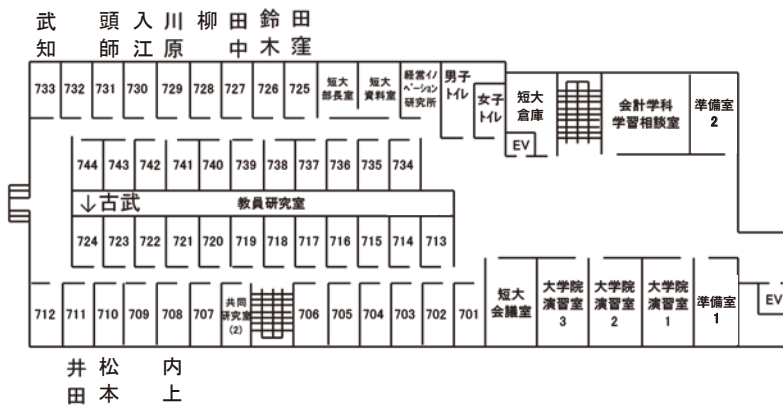 武知
頭師
入江
川原
柳
田中
鈴木
田窪
733
732
731
730
729
728
727
726
725
短大
部長室
短大
資料室
経営イノ
ベーション
研究所
男子
トイレ
女子
トイレ
短大
倉庫
EV
会計学科
学習相談室
準備室
2
744
743
742
741
740
739
738
737
736
735
734
↓古武
教員研究室
724
723
722
721
720
719
718
717
716
715
714
713
712
711
710
709
708
707
共同
研究室
(2)
706
705
704
703
702
701
短大
会議室
大学院
演習室
3
大学院
演習室
2
大学院
演習室
1
準備室
1
EV
井田
松本
内上